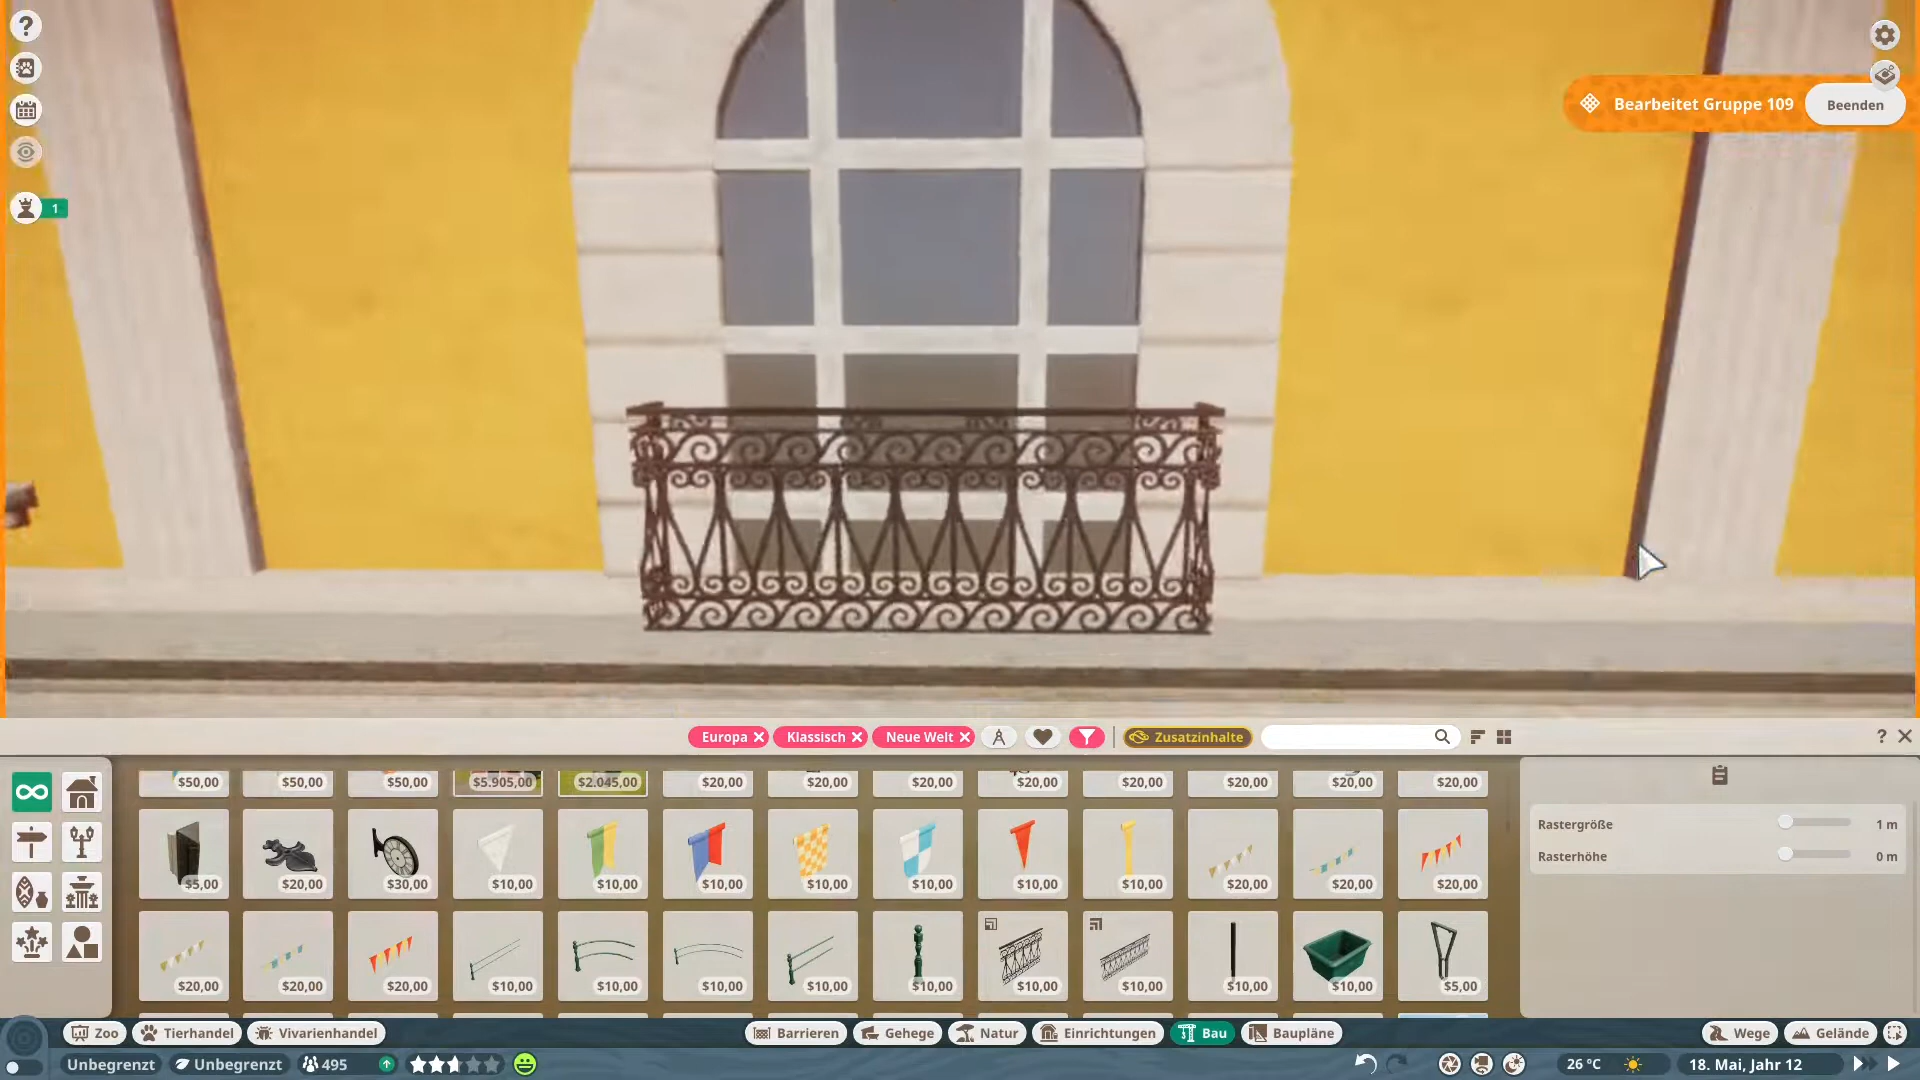 Bearbeitet Gruppe 109
Beenden
1
Europa
Klassisch
Neue Welt
Zusatzinhalte
$50,00 $50,00 $50,00 $5.905,00 $2.045,00 $20,00 $20,00 $20,00 $20,00 $20,00 $20,00 $20,00 $20,00
$5,00 $20,00 $30,00 $10,00 $10,00 $10,00 $10,00 $10,00 $10,00 $10,00 $20,00 $20,00 $20,00
$20,00 $20,00 $20,00 $10,00 $10,00 $10,00 $10,00 $10,00 $10,00 $10,00 $10,00 $10,00 $5,00
Rastergröße 1 m
Rasterhöhe 0 m
Zoo Tierhandel Vivarienhandel Barrieren Gehege Natur Einrichtungen Bau Baupläne Wege Gelände
Unbegrenzt Unbegrenzt 495 26 °C 18. Mai, Jahr 12